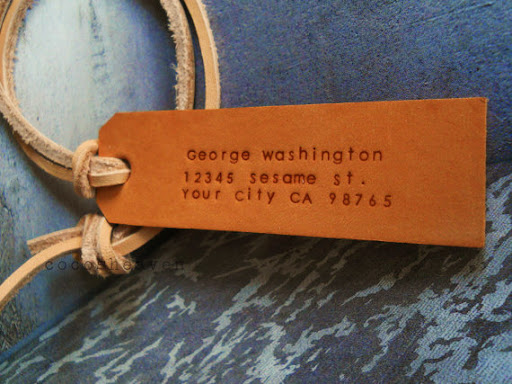 George washington
12345 sesame st.
Your City CA 98765